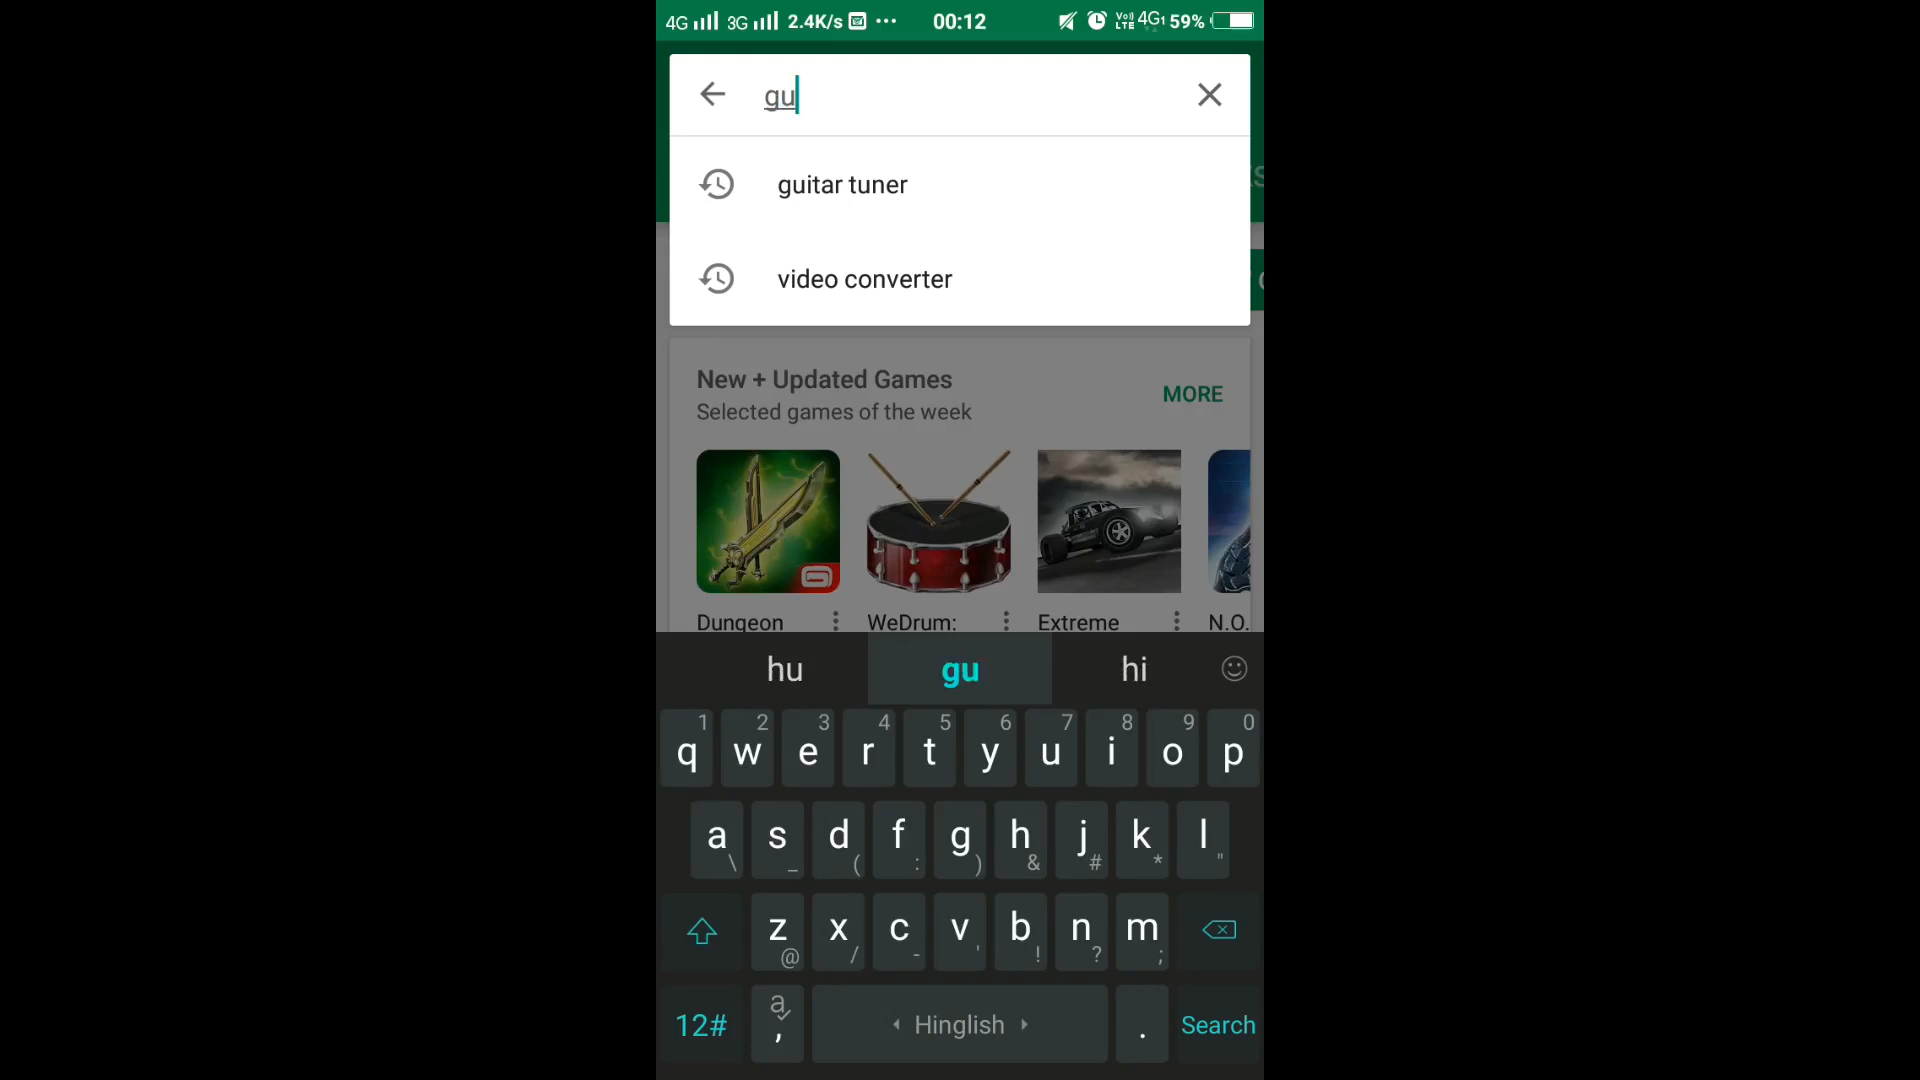 4G 3G 2.4K/s ... 00:12 VoLTE 4G1 59%
gu
guitar tuner
video converter
New + Updated Games
MORE
Selected games of the week
Dungeon WeDrum: Extreme N.O.
hu gu hi
1 2 3 4 5 6 7 8 9 0
q w e r t y u i o p
a s d f g h j k l
\ _ ( : ) & # * "
z x c v b n m
@ / - ' ! ? ;
12# a , Hinglish . Search